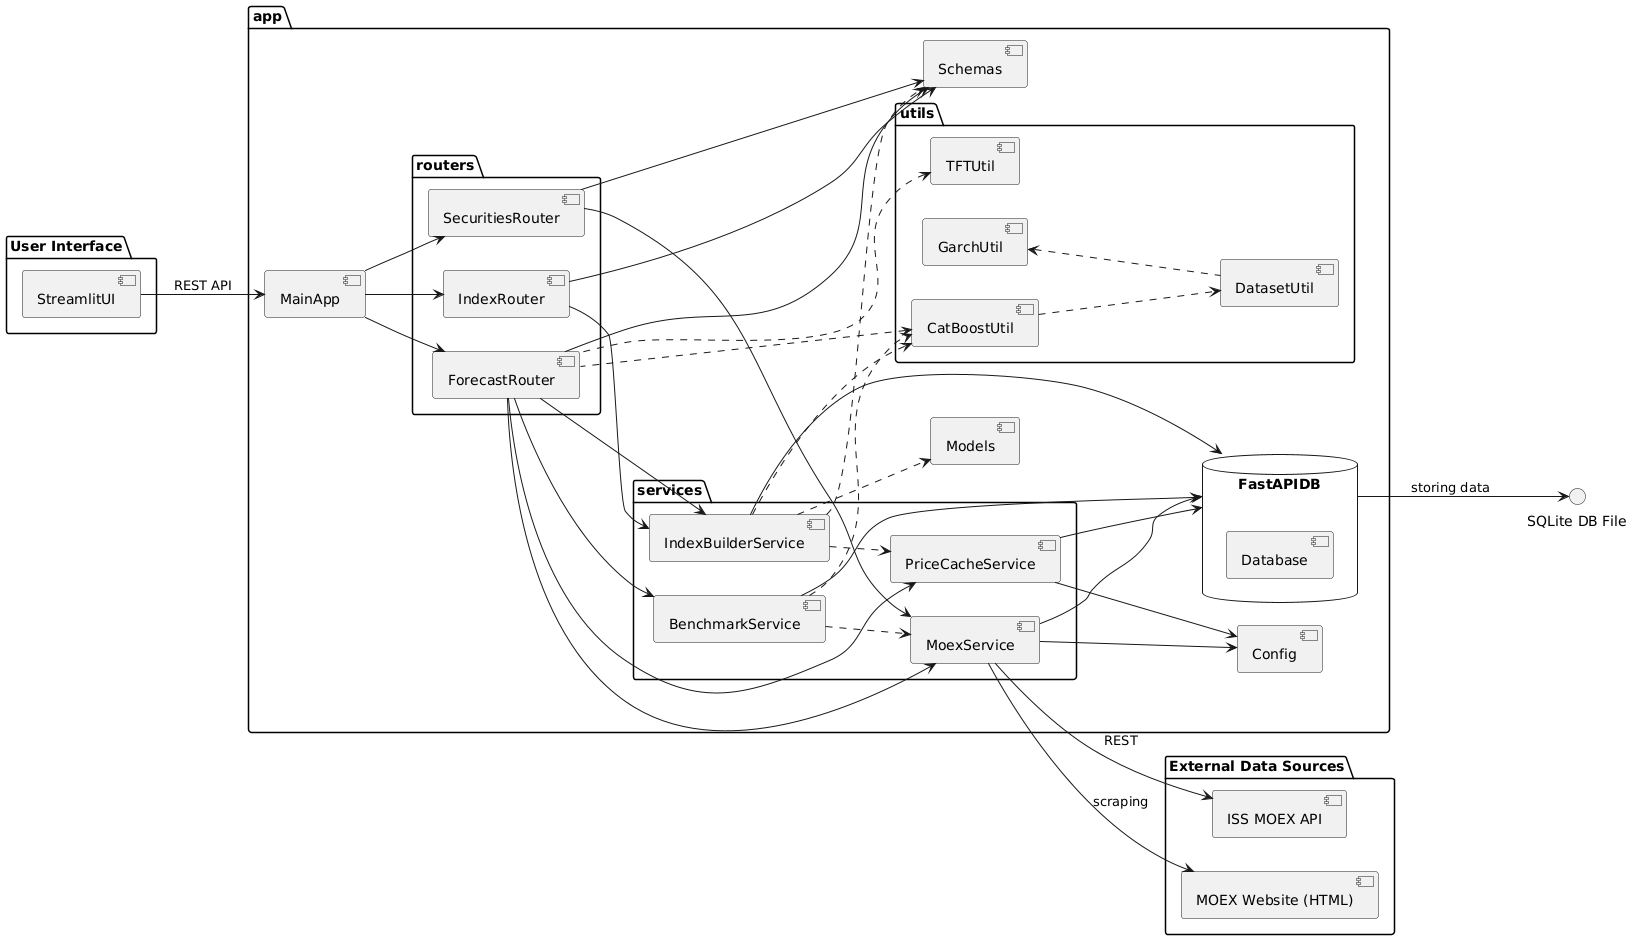 app
Schemas
utils
TFTUtil
routers
SecuritiesRouter
GarchUtil
User Interface
DatasetUtil
StreamlitUI
REST API
MainApp
IndexRouter
CatBoostUtil
ForecastRouter
Models
services
FastAPIDB
storing data
SQLite DB File
IndexBuilderService
PriceCacheService
Database
BenchmarkService
MoexService
Config
REST
External Data Sources
scraping
ISS MOEX API
MOEX Website (HTML)